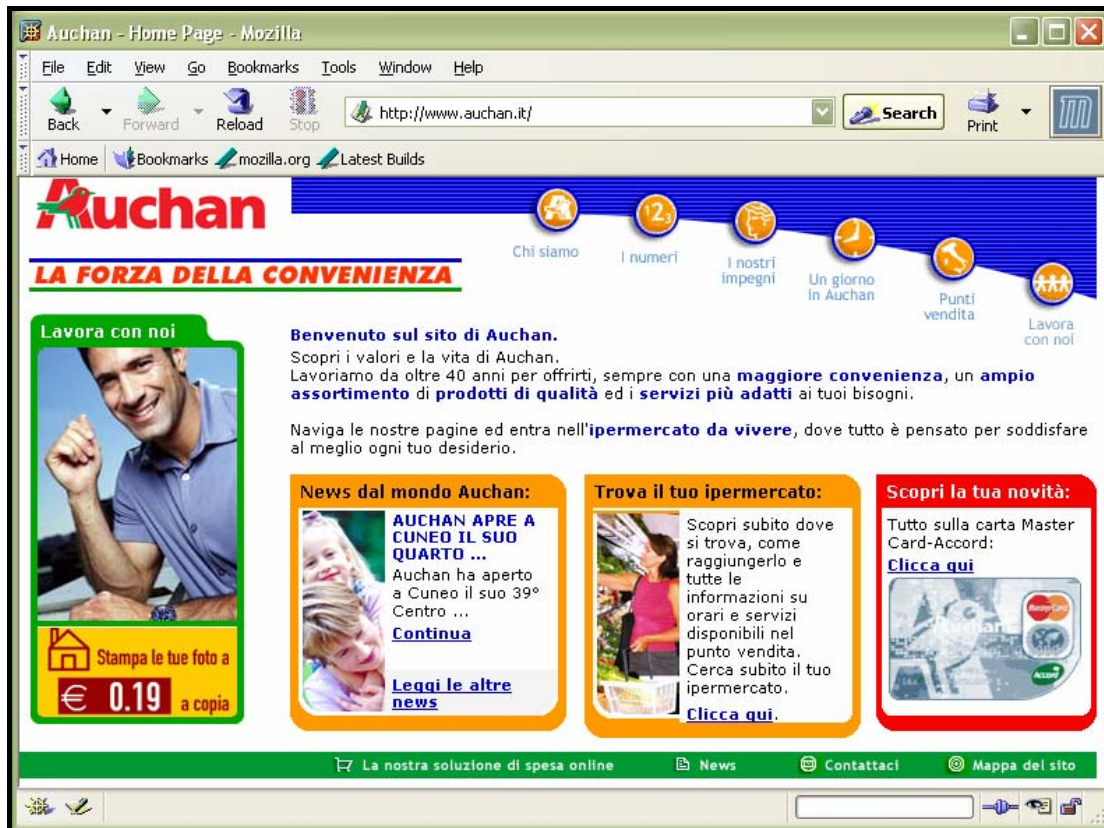 Auchan - Home Page - Mozilla
File Edit View Go Bookmarks Tools Window Help
Back Forward Reload Stop http://www.auchan.it/ Search Print
Home Bookmarks mozilla.org Latest Builds
Auchan
LA FORZA DELLA CONVENIENZA
Chi siamo
123
I numeri
I nostri
impegni
Un giorno
in Auchan
Punti
vendita
Lavora
con noi
Lavora con noi
Stampa le tue foto a
€ 0.19 a copia
Benvenuto sul sito di Auchan.
Scopri i valori e la vita di Auchan.
Lavoriamo da oltre 40 anni per offrirti, sempre con una maggiore convenienza, un ampio
assortimento di prodotti di qualità ed i servizi più adatti ai tuoi bisogni.
Naviga le nostre pagine ed entra nell'ipermercato da vivere, dove tutto è pensato per soddisfare
al meglio ogni tuo desiderio.
News dal mondo Auchan:
AUCHAN APRE A
CUNEO IL SUO
QUARTO ...
Auchan ha aperto
a Cuneo il suo 39°
Centro ...
Continua
Leggi le altre
news
Trova il tuo ipermercato:
Scopri subito dove
si trova, come
raggiungerlo e
tutte le
informazioni su
orari e servizi
disponibili nel
punto vendita.
Cerca subito il tuo
ipermercato.
Clicca qui.
Scopri la tua novità:
Tutto sulla carta Master
Card-Accord:
Clicca qui
Auchan
MasterCard
Accord
La nostra soluzione di spesa online News Contattaci Mappa del sito